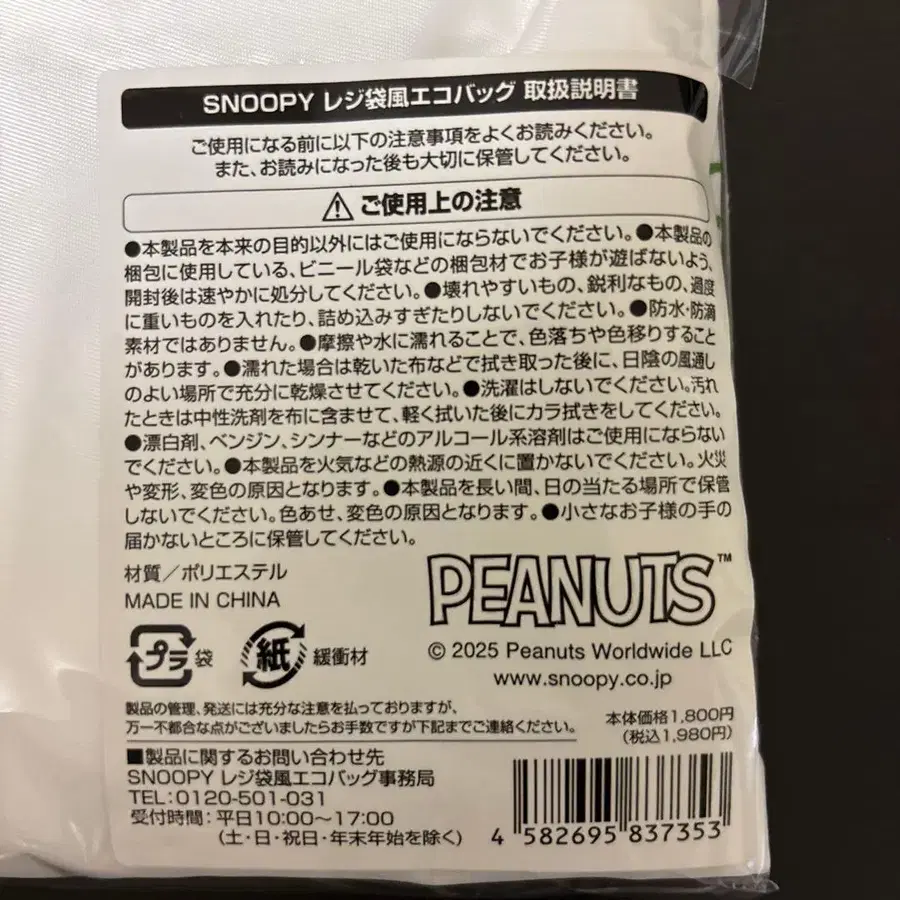 SNOOPY レジ袋風エコバッグ 取扱説明書
ご使用になる前に以下の注意事項をよくお読みください。
また、お読みになった後も大切に保管してください。
ご使用上の注意
●本製品を本来の目的以外にはご使用にならないでください。●本製品の
梱包に使用している、ビニール袋などの梱包材でお子様が遊ばないよう、
開封後は速やかに処分してください。●壊れやすいもの、鋭利なもの、過度
に重いものを入れたり、詰め込みすぎたりしないでください。●防水・防滴
素材ではありません。●摩擦や水に濡れることで、色落ちや色移りすること
があります。●濡れた場合は乾いた布などで拭き取った後に、日陰の風通し
のよい場所で充分に乾燥させてください。●洗濯はしないでください。汚れ
たときは中性洗剤を布に含ませて、軽く拭いた後にカラ拭きをしてください。
●漂白剤、ベンジン、シンナーなどのアルコール系溶剤はご使用にならない
でください。●本製品を火気などの熱源の近くに置かないでください。火災
や変形、変色の原因となります。●本製品を長い間、日の当たる場所で保管
しないでください。色あせ、変色の原因となります。●小さなお子様の手の
届かないところに保管してください。
材質／ポリエステル
MADE IN CHINA
プラ 袋
紙 緩衝材
PEANUTS™
© 2025 Peanuts Worldwide LLC
www.snoopy.co.jp
製品の管理、発送には充分な注意を払っておりますが、
万一不都合な点がございましたらお手数ですが下記までご連絡ください。
本体価格1,800円
（税込1,980円）
■製品に関するお問い合わせ先
SNOOPY レジ袋風エコバッグ事務局
TEL：0120-501-031
受付時間：平日10:00～17:00
（土・日・祝日・年末年始を除く）
4 582695 837353